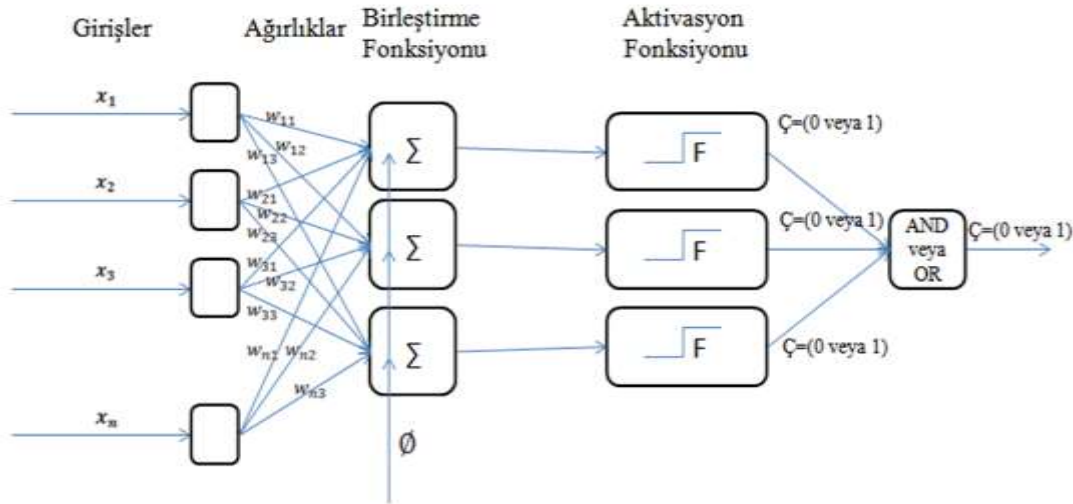 Girişler
Ağırlıklar
Birleştirme
Fonksiyonu
Aktivasyon
Fonksiyonu
x₁
x₂
x₃
xₙ
w₁₁
w₁₂
w₁₃
w₂₁
w₂₂
w₂₃
w₃₁
w₃₂
w₃₃
wₙ₁
wₙ₂
wₙ₃
Σ
Σ
Σ
Ø
F
F
F
Ç=(0 veya 1)
Ç=(0 veya 1)
Ç=(0 veya 1)
AND
veya
OR
Ç=(0 veya 1)